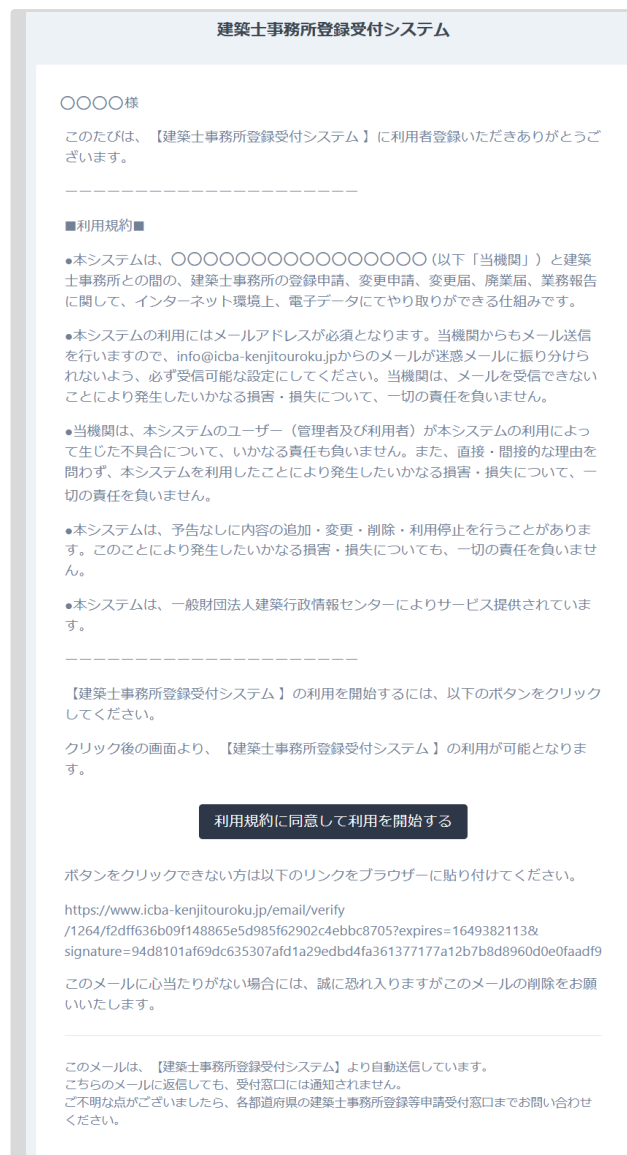 建築士事務所登録受付システム
〇〇〇〇様
このたびは、【建築士事務所登録受付システム 】に利用者登録いただきありがとうご
ざいます。
ーーーーーーーーーーーーーーーーーーーーー
■利用規約■
●本システムは、〇〇〇〇〇〇〇〇〇〇〇〇〇〇〇〇(以下「当機関」）と建築
士事務所との間の、建築士事務所の登録申請、変更申請、変更届、廃業届、業務報告
に関して、インターネット環境上、電子データにてやり取りができる仕組みです。
●本システムの利用にはメールアドレスが必須となります。当機関からもメール送信
を行いますので、info@icba-kenjitouroku.jpからのメールが迷惑メールに振り分けら
れないよう、必ず受信可能な設定にしてください。当機関は、メールを受信できない
ことにより発生したいかなる損害・損失について、一切の責任を負いません。
●当機関は、本システムのユーザー（管理者及び利用者）が本システムの利用によっ
て生じた不具合について、いかなる責任も負いません。また、直接・間接的な理由を
問わず、本システムを利用したことにより発生したいかなる損害・損失について、一
切の責任を負いません。
●本システムは、予告なしに内容の追加・変更・削除・利用停止を行うことがありま
す。このことにより発生したいかなる損害・損失についても、一切の責任を負いませ
ん。
●本システムは、一般財団法人建築行政情報センターによりサービス提供されていま
す。
ーーーーーーーーーーーーーーーーーーーーー
【建築士事務所登録受付システム 】の利用を開始するには、以下のボタンをクリック
してください。
クリック後の画面より、【建築士事務所登録受付システム 】の利用が可能となりま
す。
利用規約に同意して利用を開始する
ボタンをクリックできない方は以下のリンクをブラウザーに貼り付けてください。
https://www.icba-kenjitouroku.jp/email/verify
/1264/f2dff636b09f148865e5d985f62902c4ebbc8705?expires=1649382113&
signature=94d8101af69dc635307afd1a29edbd4fa361377177a12b7b8d8960d0e0faadf9
このメールに心当たりがない場合には、誠に恐れ入りますがこのメールの削除をお願
いいたします。
このメールは、【建築士事務所登録受付システム】より自動送信しています。
こちらのメールに返信しても、受付窓口には通知されません。
ご不明な点がございましたら、各都道府県の建築士事務所登録等申請受付窓口までお問い合わせ
ください。